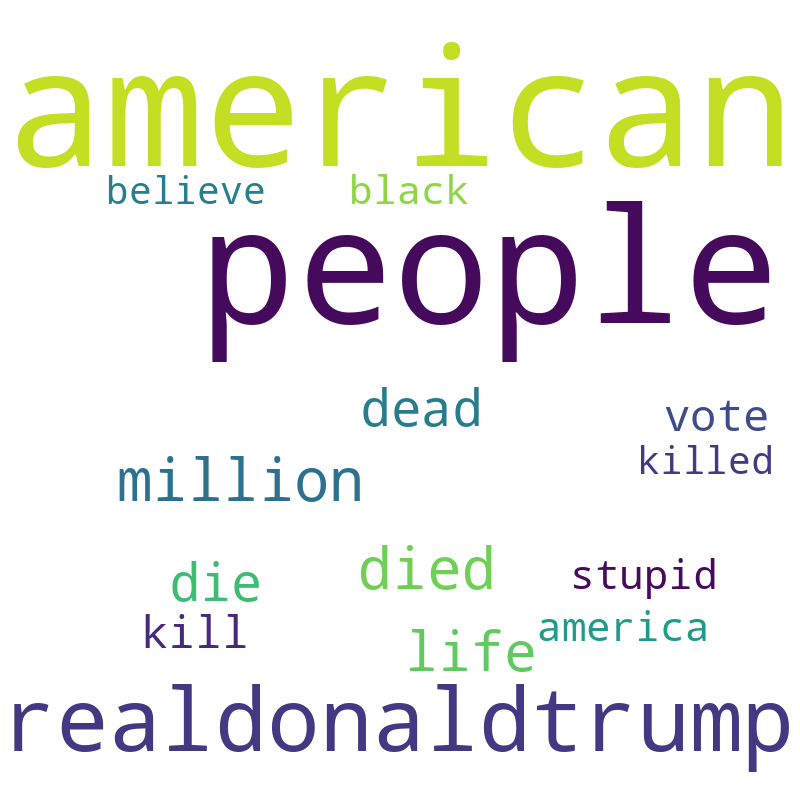 american
believe black
people
dead
vote
killed
million
died
die
stupid
kill
america
life
realdonaldtrump